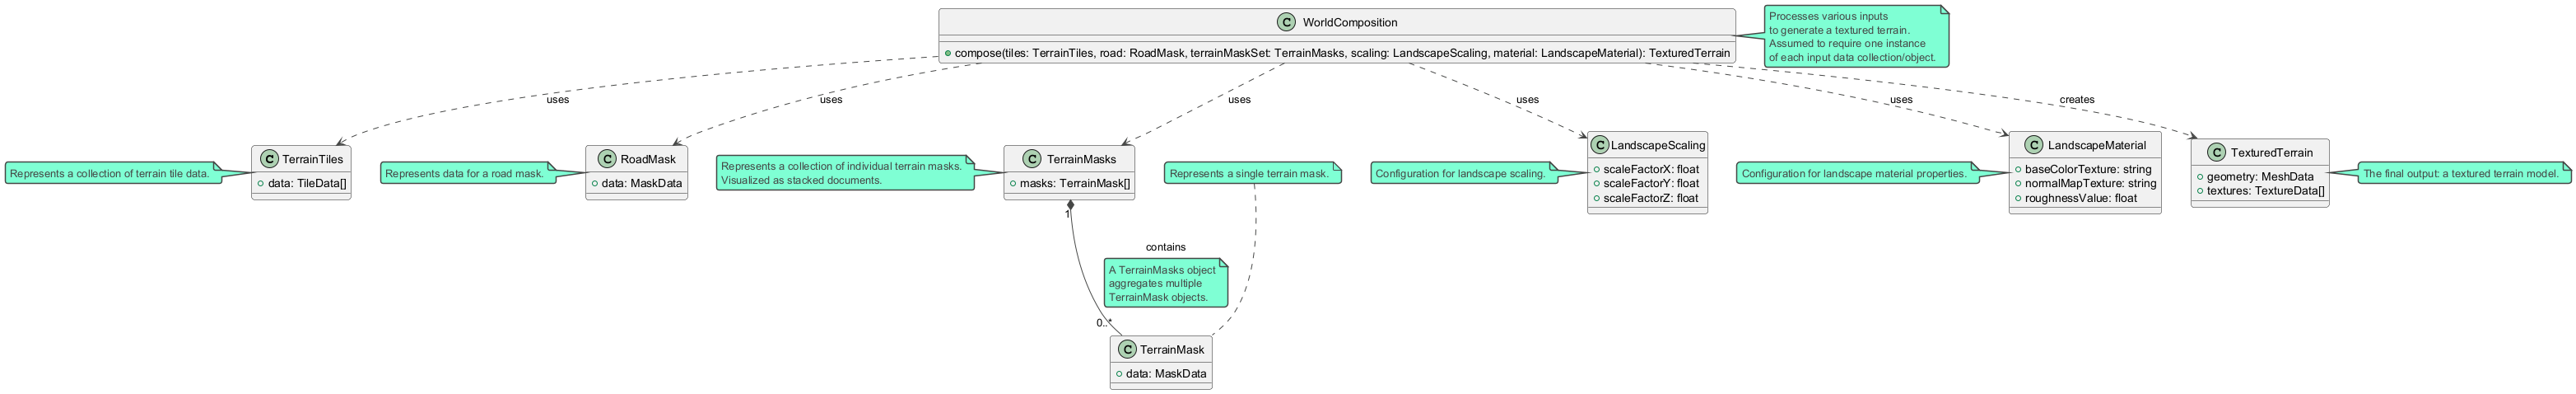 C WorldComposition
compose(tiles: TerrainTiles, road: RoadMask, terrainMaskSet: TerrainMasks, scaling: LandscapeScaling, material: LandscapeMaterial): TexturedTerrain
Processes various inputs
to generate a textured terrain.
Assumed to require one instance
of each input data collection/object.
uses
uses
uses
uses
uses
creates
Represents a collection of terrain tile data.
C TerrainTiles
data: TileData[]
Represents data for a road mask.
C RoadMask
data: MaskData
Represents a collection of individual terrain masks.
Visualized as stacked documents.
C TerrainMasks
masks: TerrainMask[]
Represents a single terrain mask.
Configuration for landscape scaling.
C LandscapeScaling
scaleFactorX: float
scaleFactorY: float
scaleFactorZ: float
Configuration for landscape material properties.
C LandscapeMaterial
baseColorTexture: string
normalMapTexture: string
roughnessValue: float
C TexturedTerrain
geometry: MeshData
textures: TextureData[]
The final output: a textured terrain model.
1
contains
A TerrainMasks object
aggregates multiple
TerrainMask objects.
0..*
C TerrainMask
data: MaskData